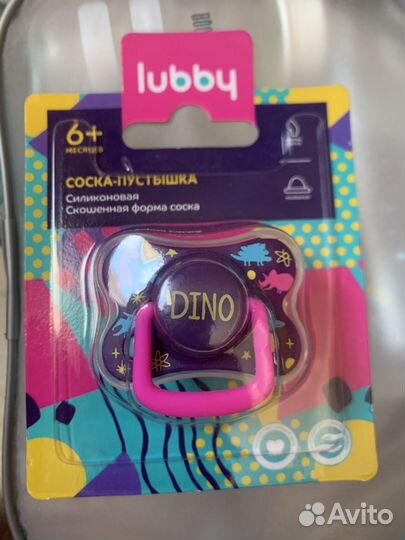 lubby
6+
МЕСЯЦЕВ
СОСКА-ПУСТЫШКА
Силиконовая
Скошенная форма соска
DINO
Avito